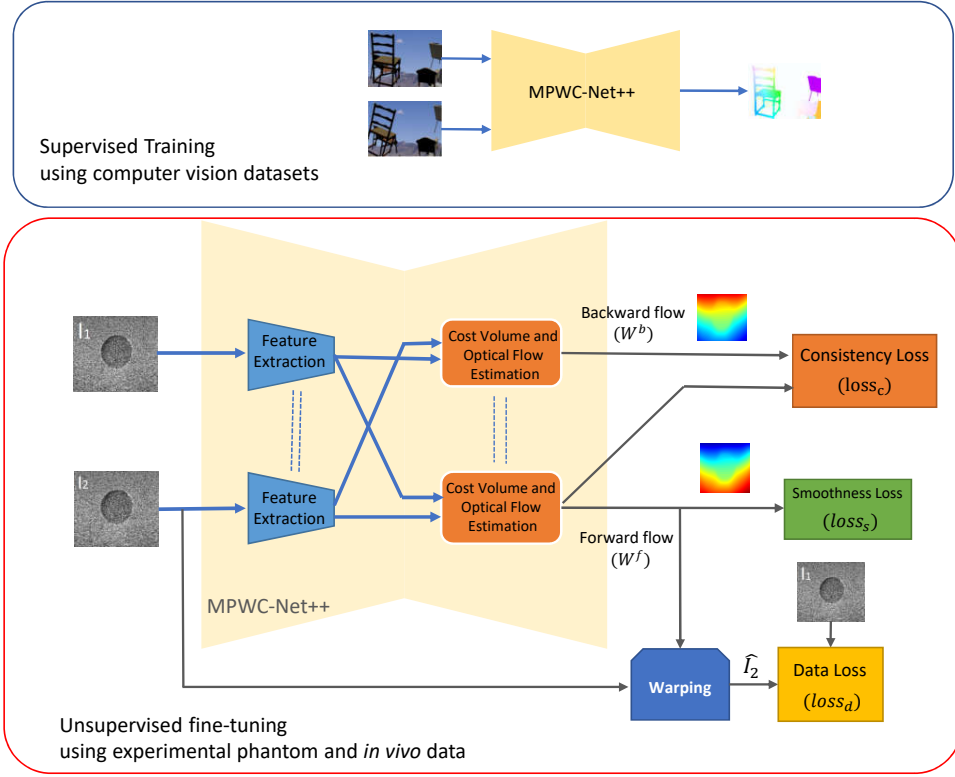 MPWC-Net++
Supervised Training
using computer vision datasets
I₁
Feature
Extraction
Cost Volume and
Optical Flow
Estimation
Backward flow
(Wᵇ)
Consistency Loss
(loss_c)
I₂
Feature
Extraction
Cost Volume and
Optical Flow
Estimation
Smoothness Loss
(loss_s)
Forward flow
(Wᶠ)
I₁
MPWC-Net++
Warping
Î₂
Data Loss
(loss_d)
Unsupervised fine-tuning
using experimental phantom and in vivo data